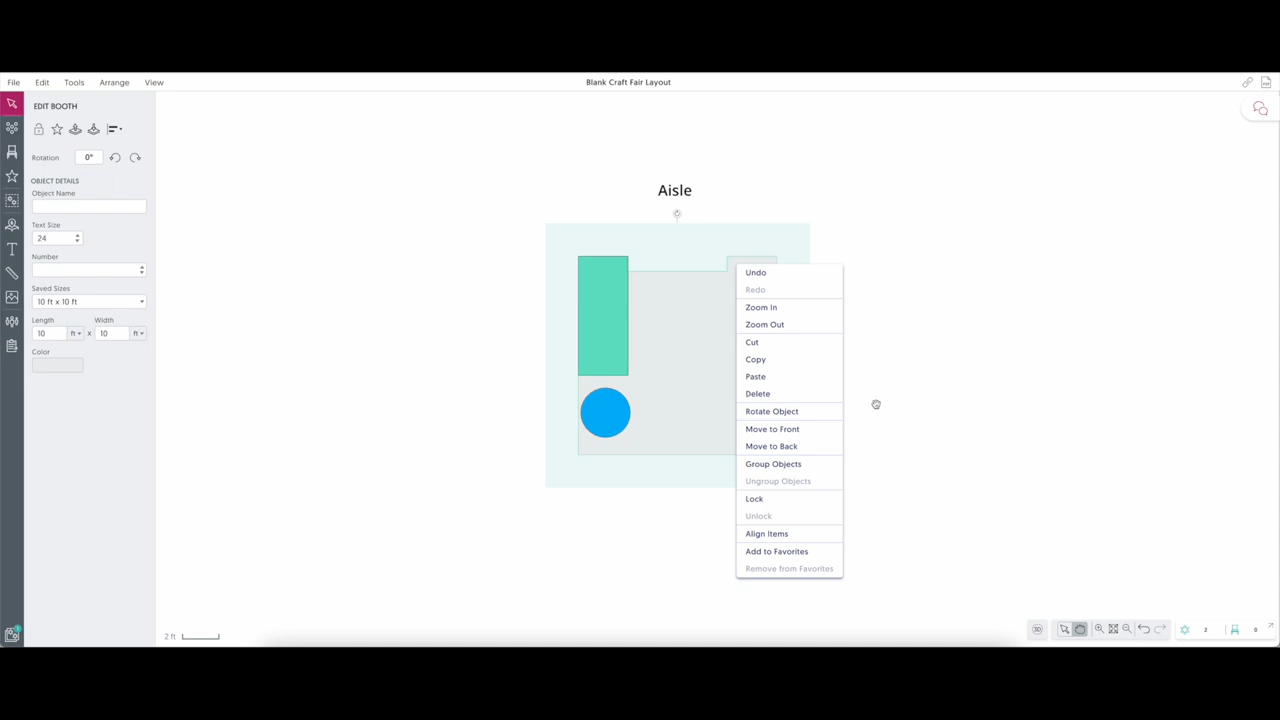 File Edit Tools Arrange View
Blank Craft Fair Layout
EDIT BOOTH
Rotation 0°
OBJECT DETAILS
Object Name
Text Size
24
Number
Saved Sizes
10 ft x 10 ft
Length Width
10 ft x 10 ft
Color
Aisle
Undo
Redo
Zoom In
Zoom Out
Cut
Copy
Paste
Delete
Rotate Object
Move to Front
Move to Back
Group Objects
Ungroup Objects
Lock
Unlock
Align Items
Add to Favorites
Remove from Favorites
2 ft
3D
2
0